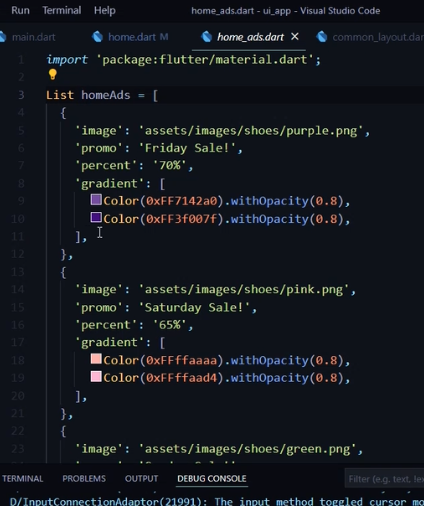 Run Terminal Help home_ads.dart - ui_app - Visual Studio Code
main.dart home.dart M home_ads.dart × common_layout.dart
1 import 'package:flutter/material.dart';
2
3 List homeAds = [
4 {
5 'image': 'assets/images/shoes/purple.png',
6 'promo': 'Friday Sale!',
7 'percent': '70%',
8 'gradient': [
9 Color(0xFF7142a0).withOpacity(0.8),
10 Color(0xFF3f007f).withOpacity(0.8),
11 ],
12 },
13 {
14 'image': 'assets/images/shoes/pink.png',
15 'promo': 'Saturday Sale!',
16 'percent': '65%',
17 'gradient': [
18 Color(0xFFffaaaa).withOpacity(0.8),
19 Color(0xFFffaad4).withOpacity(0.8),
20 ],
21 },
22 {
23 'image': 'assets/images/shoes/green.png',
TERMINAL PROBLEMS OUTPUT DEBUG CONSOLE Filter (e.g. text, !e
D/InputConnectionAdaptor(21991): The input method toggled cursor mo